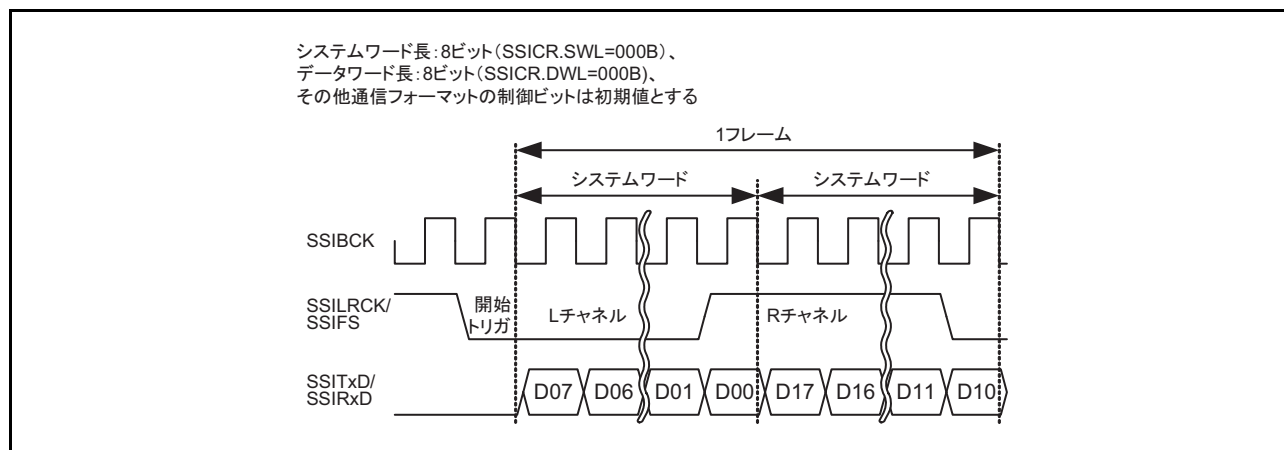 システムワード長:8ビット(SSICR.SWL=000B)、
データワード長:8ビット(SSICR.DWL=000B)、
その他通信フォーマットの制御ビットは初期値とする
1フレーム
システムワード システムワード
SSIBCK
SSILRCK/
SSIFS
開始
トリガ
Lチャネル Rチャネル
SSITxD/
SSIRxD
D07 D06 D01 D00 D17 D16 D11 D10